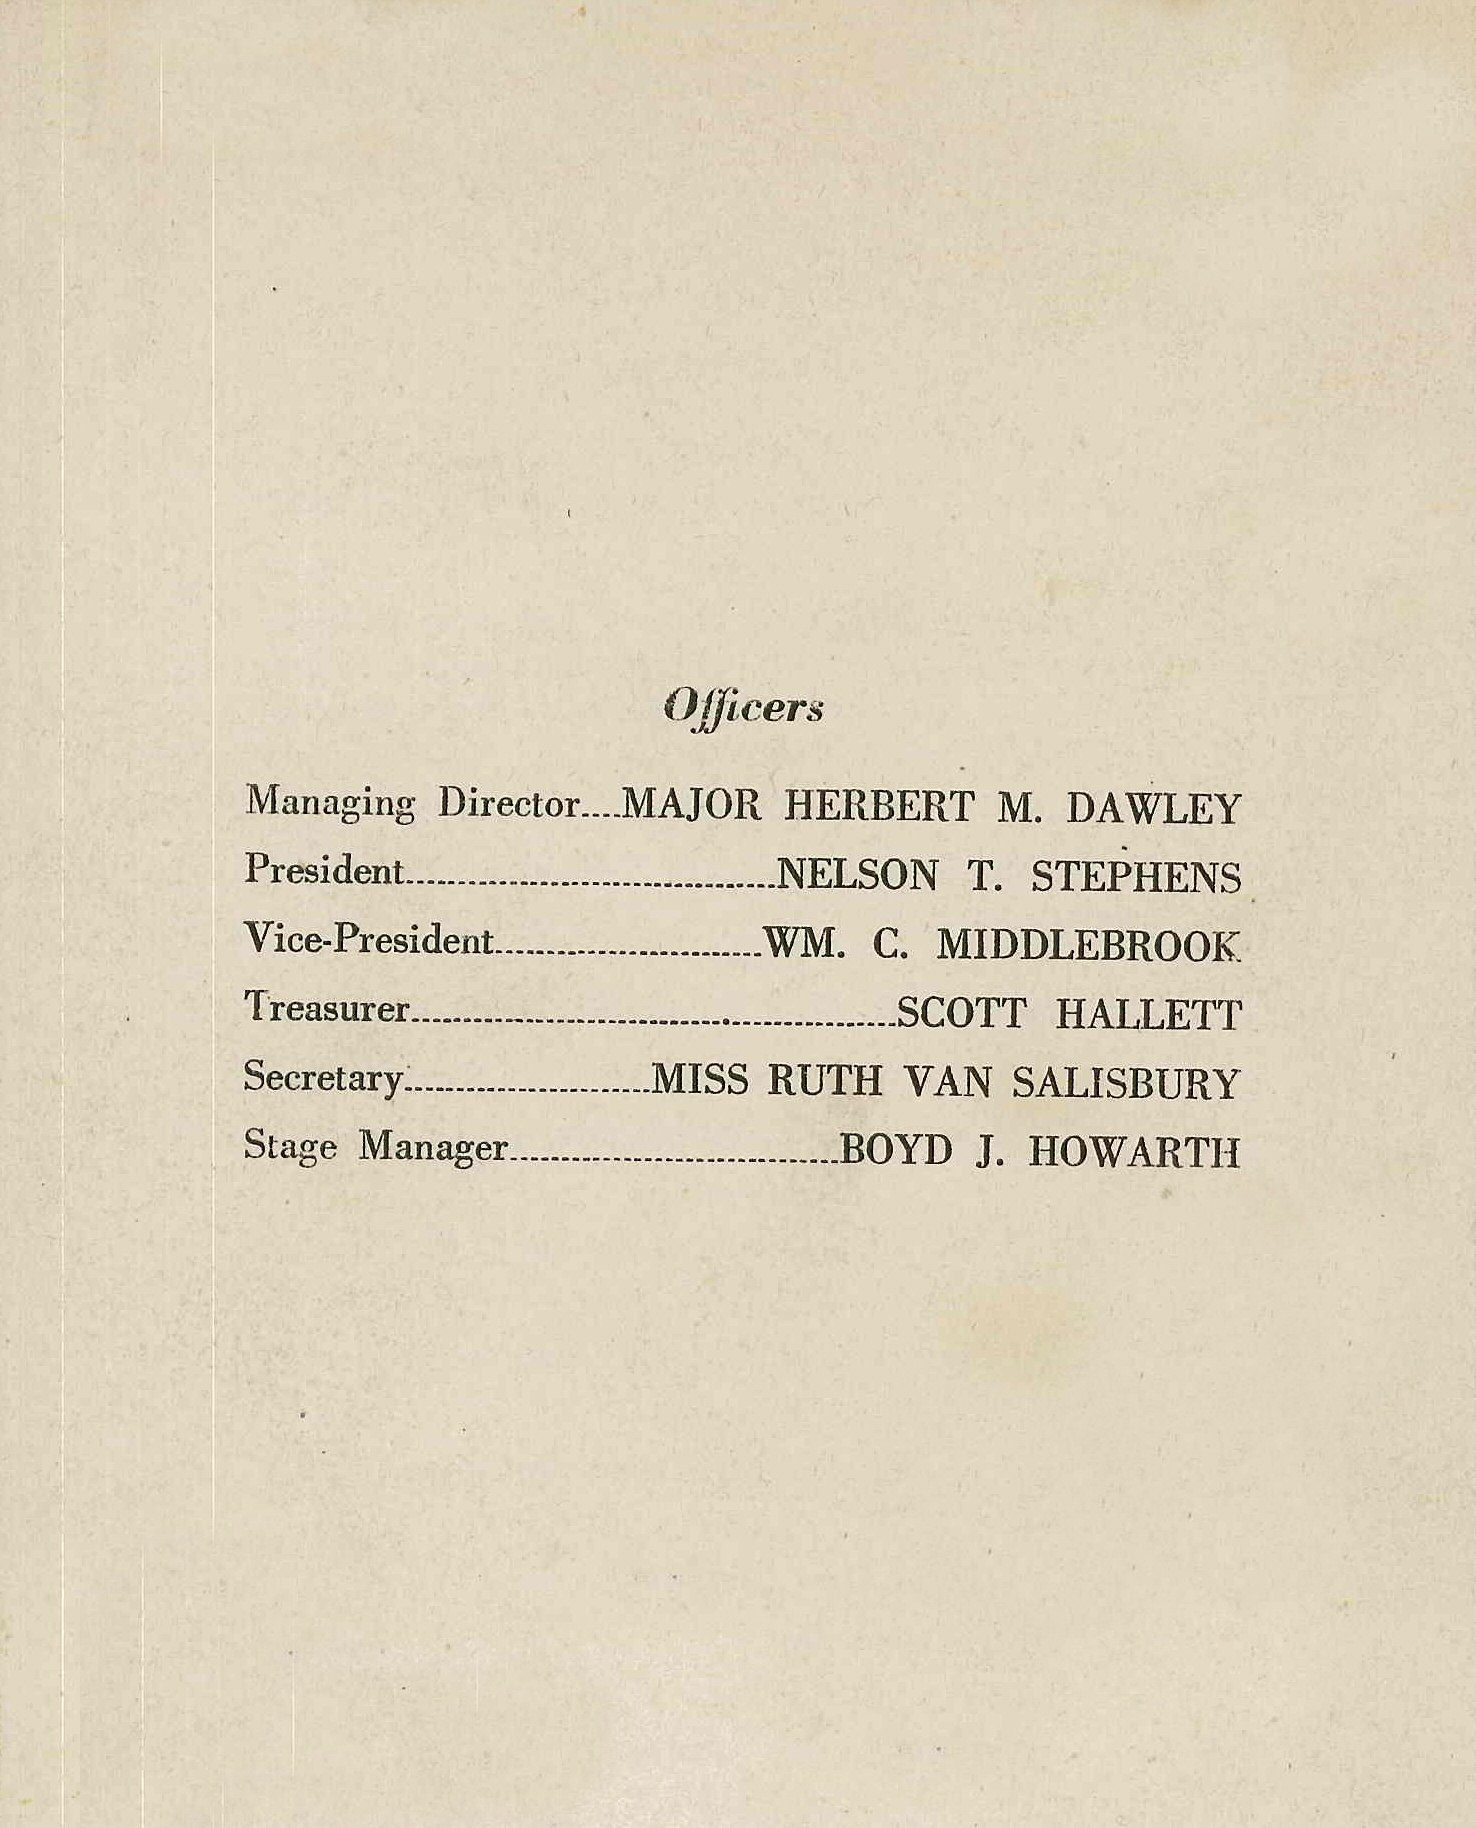 Officers
Managing Director....MAJOR HERBERT M. DAWLEY
President....................................NELSON T. STEPHENS
Vice-President..........................WM. C. MIDDLEBROOK
Treasurer...............................................SCOTT HALLETT
Secretary........................MISS RUTH VAN SALISBURY
Stage Manager................................BOYD J. HOWARTH